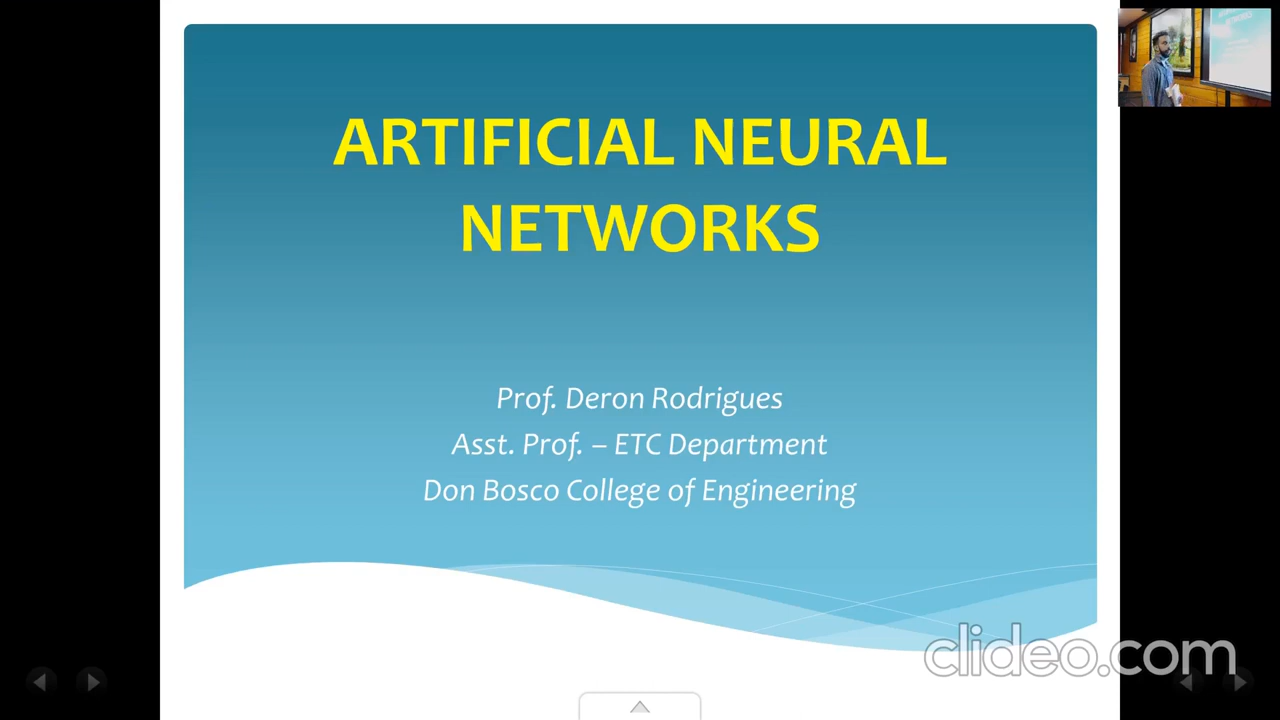 ARTIFICIAL NEURAL
NETWORKS
Prof. Deron Rodrigues
Asst. Prof. – ETC Department
Don Bosco College of Engineering
clideo.com